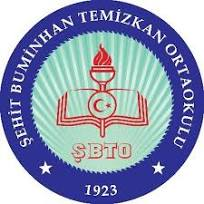 ŞEHİT BUMİNHAN TEMİZKAN ORTAOKULU
ŞBTO
1923